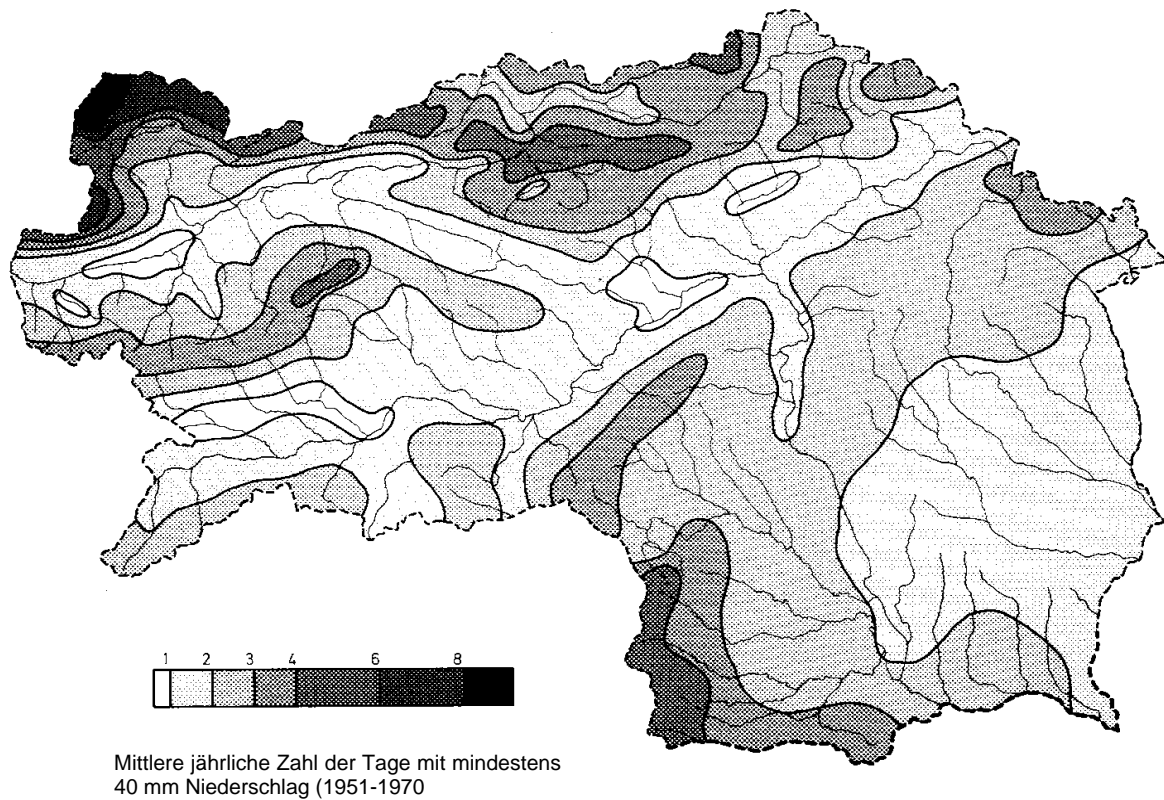 1 2 3 4 6 8
Mittlere jährliche Zahl der Tage mit mindestens
40 mm Niederschlag (1951-1970